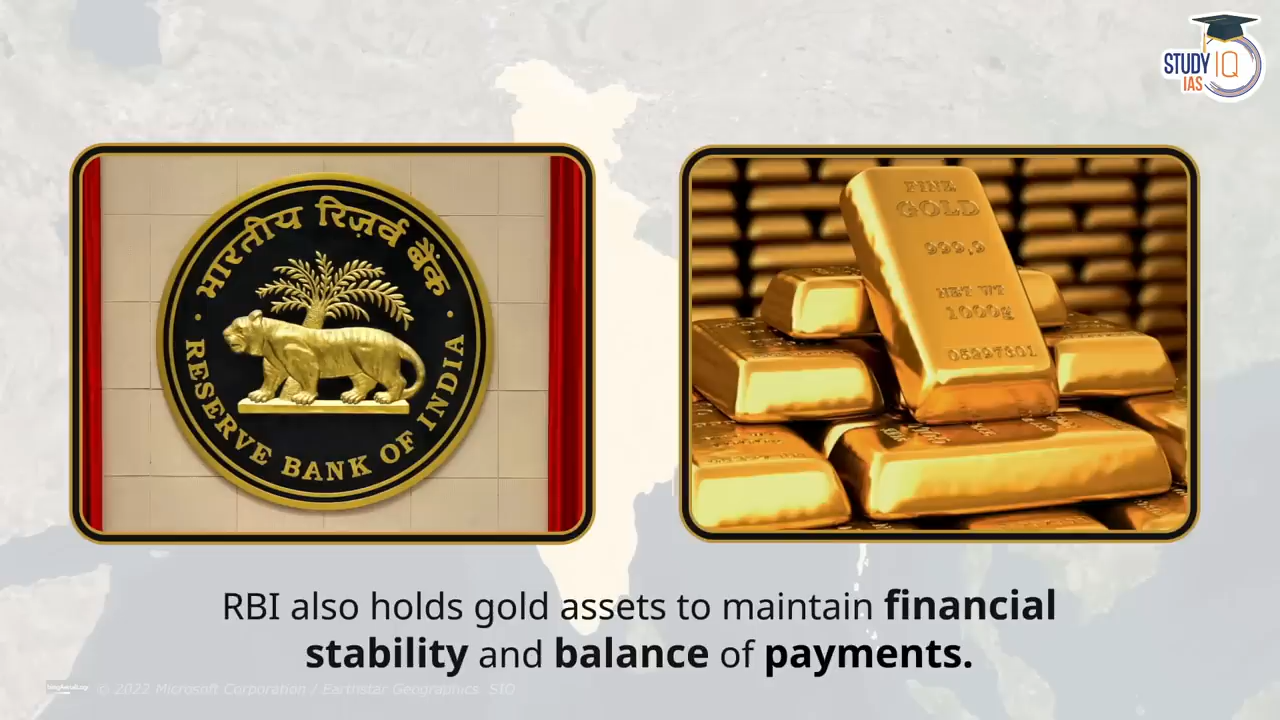 STUDY IQ
IAS
भारतीय रिज़र्व बैंक
RESERVE BANK OF INDIA
FINE
GOLD
999,9
NET WT
1000g
RBI also holds gold assets to maintain financial
stability and balance of payments.
© 2022 Microsoft Corporation / Earthstar Geographics SIO